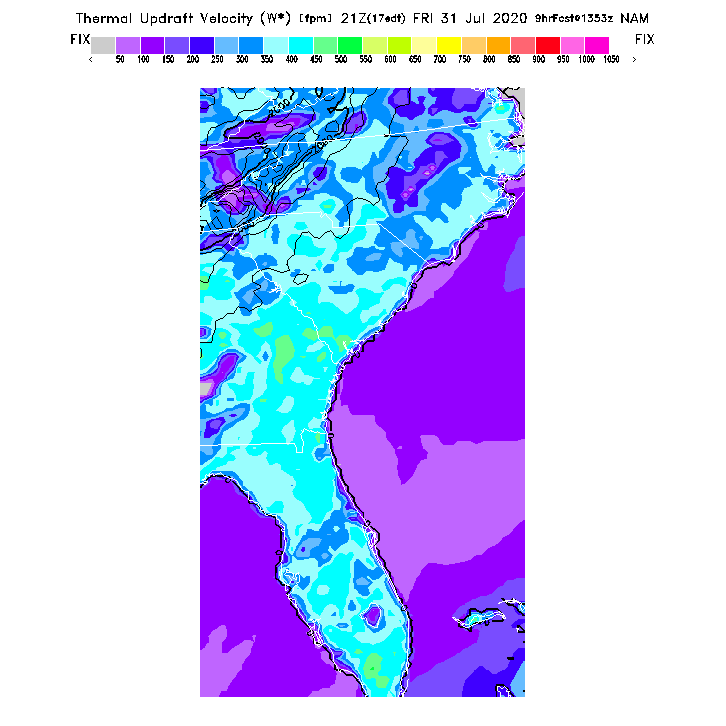 Thermal Updraft Velocity (W*) [fpm] 21Z(17edt) FRI 31 Jul 2020 9hrFcst@1353z NAM
FIX FIX
< 50 100 150 200 250 300 350 400 450 500 550 600 650 700 750 800 850 900 950 1000 1050 >
2000